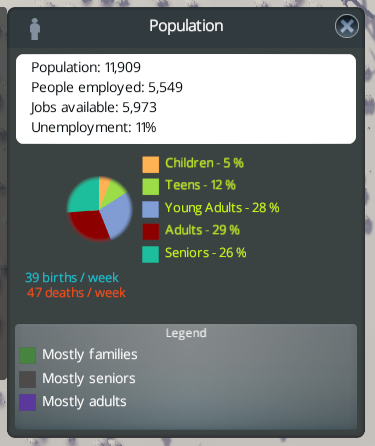 Population
Population: 11,909
People employed: 5,549
Jobs available: 5,973
Unemployment: 11%
Children - 5 %
Teens - 12 %
Young Adults - 28 %
Adults - 29 %
Seniors - 26 %
39 births / week
47 deaths / week
Legend
Mostly families
Mostly seniors
Mostly adults